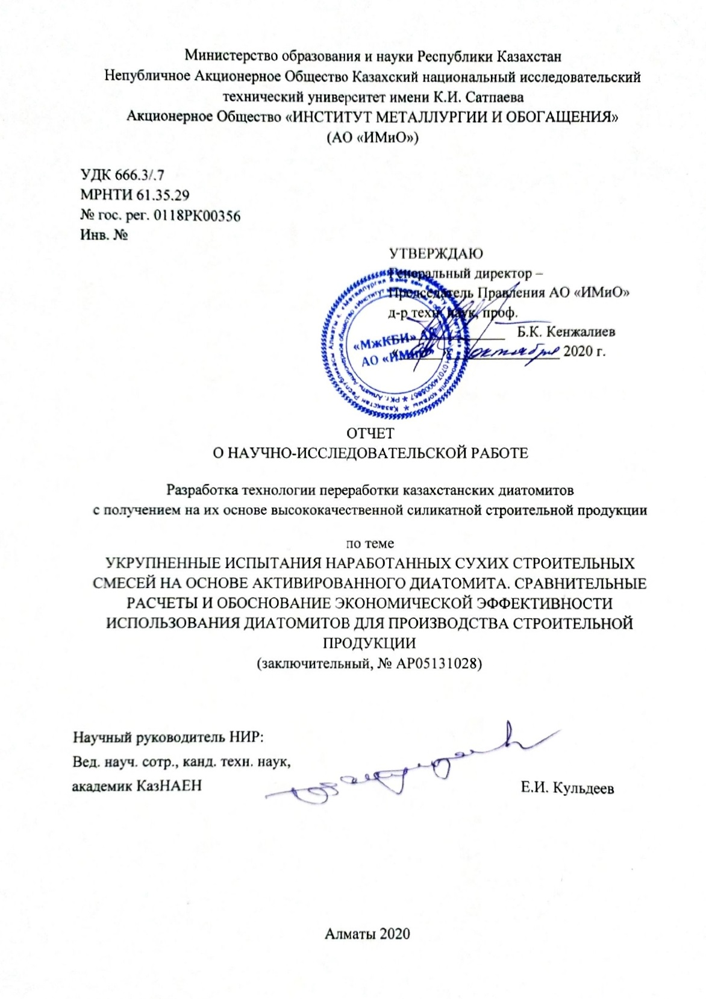 Министерство образования и науки Республики Казахстан
Непубличное Акционерное Общество Казахский национальный исследовательский
технический университет имени К.И. Сатпаева
Акционерное Общество «ИНСТИТУТ МЕТАЛЛУРГИИ И ОБОГАЩЕНИЯ»
(АО «ИМиО»)
УДК 666.3/.7
МРНТИ 61.35.29
№ гос. рег. 0118РК00356
Инв. №
УТВЕРЖДАЮ
Генеральный директор –
Председатель Правления АО «ИМиО»
д-р техн. наук, проф.
Б.К. Кенжалиев
октября 2020 г.
«МжКБИ» АҚ
АО «ИМиО»
ОТЧЕТ
О НАУЧНО-ИССЛЕДОВАТЕЛЬСКОЙ РАБОТЕ
Разработка технологии переработки казахстанских диатомитов
с получением на их основе высококачественной силикатной строительной продукции
по теме
УКРУПНЕННЫЕ ИСПЫТАНИЯ НАРАБОТАННЫХ СУХИХ СТРОИТЕЛЬНЫХ
СМЕСЕЙ НА ОСНОВЕ АКТИВИРОВАННОГО ДИАТОМИТА. СРАВНИТЕЛЬНЫЕ
РАСЧЕТЫ И ОБОСНОВАНИЕ ЭКОНОМИЧЕСКОЙ ЭФФЕКТИВНОСТИ
ИСПОЛЬЗОВАНИЯ ДИАТОМИТОВ ДЛЯ ПРОИЗВОДСТВА СТРОИТЕЛЬНОЙ
ПРОДУКЦИИ
(заключительный, № АР05131028)
Научный руководитель НИР:
Вед. науч. сотр., канд. техн. наук,
академик КазНАЕН Е.И. Кульдеев
Алматы 2020